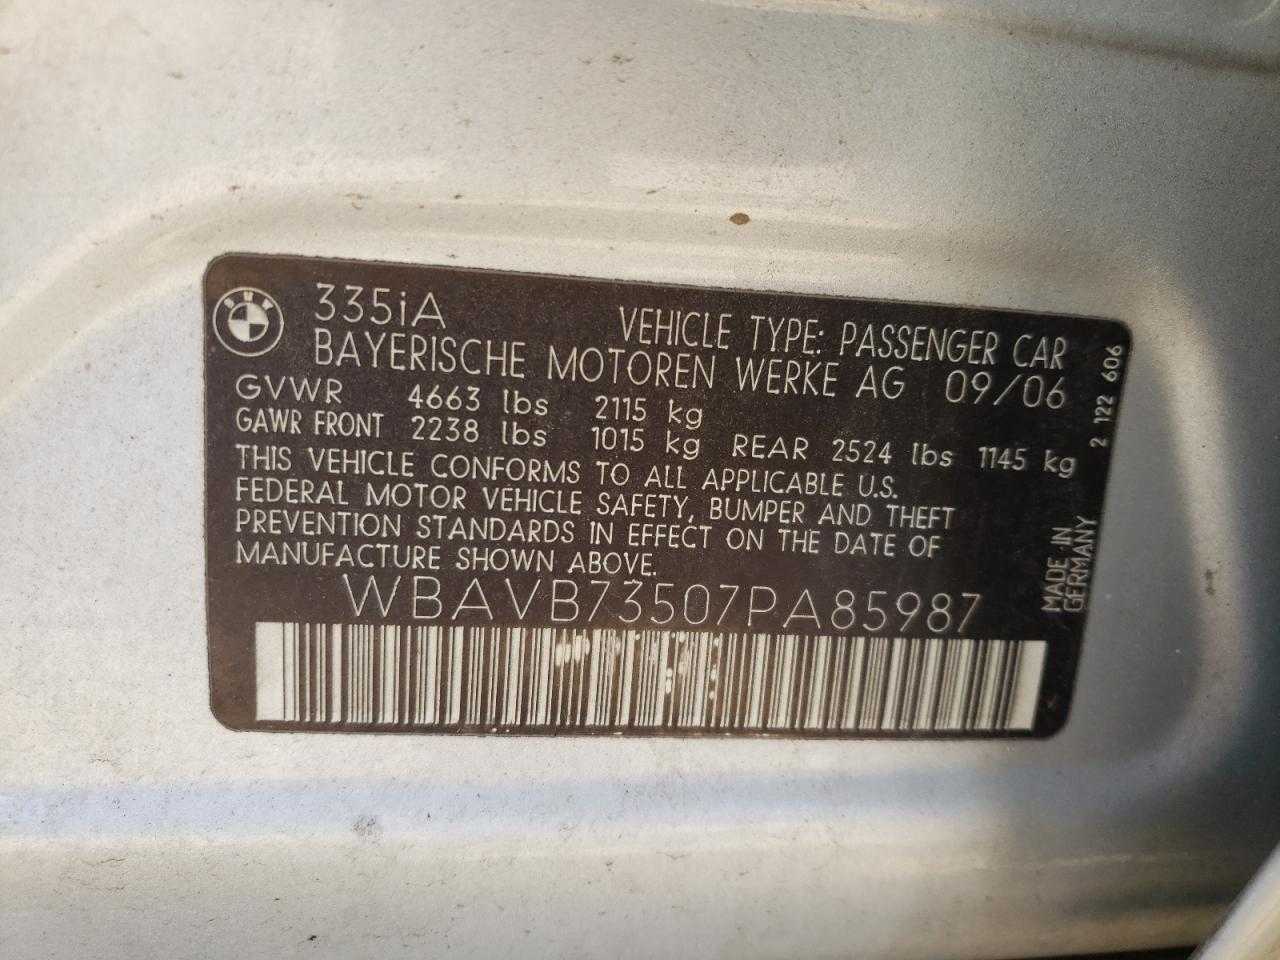 BMW
335iA
VEHICLE TYPE: PASSENGER CAR
BAYERISCHE MOTOREN WERKE AG 09/06
GVWR 4663 lbs 2115 kg
GAWR FRONT 2238 lbs 1015 kg REAR 2524 lbs 1145 kg
THIS VEHICLE CONFORMS TO ALL APPLICABLE U.S.
FEDERAL MOTOR VEHICLE SAFETY, BUMPER AND THEFT
PREVENTION STANDARDS IN EFFECT ON THE DATE OF
MANUFACTURE SHOWN ABOVE.
WBAVB73507PA85987
2 122 606
MADE IN
GERMANY